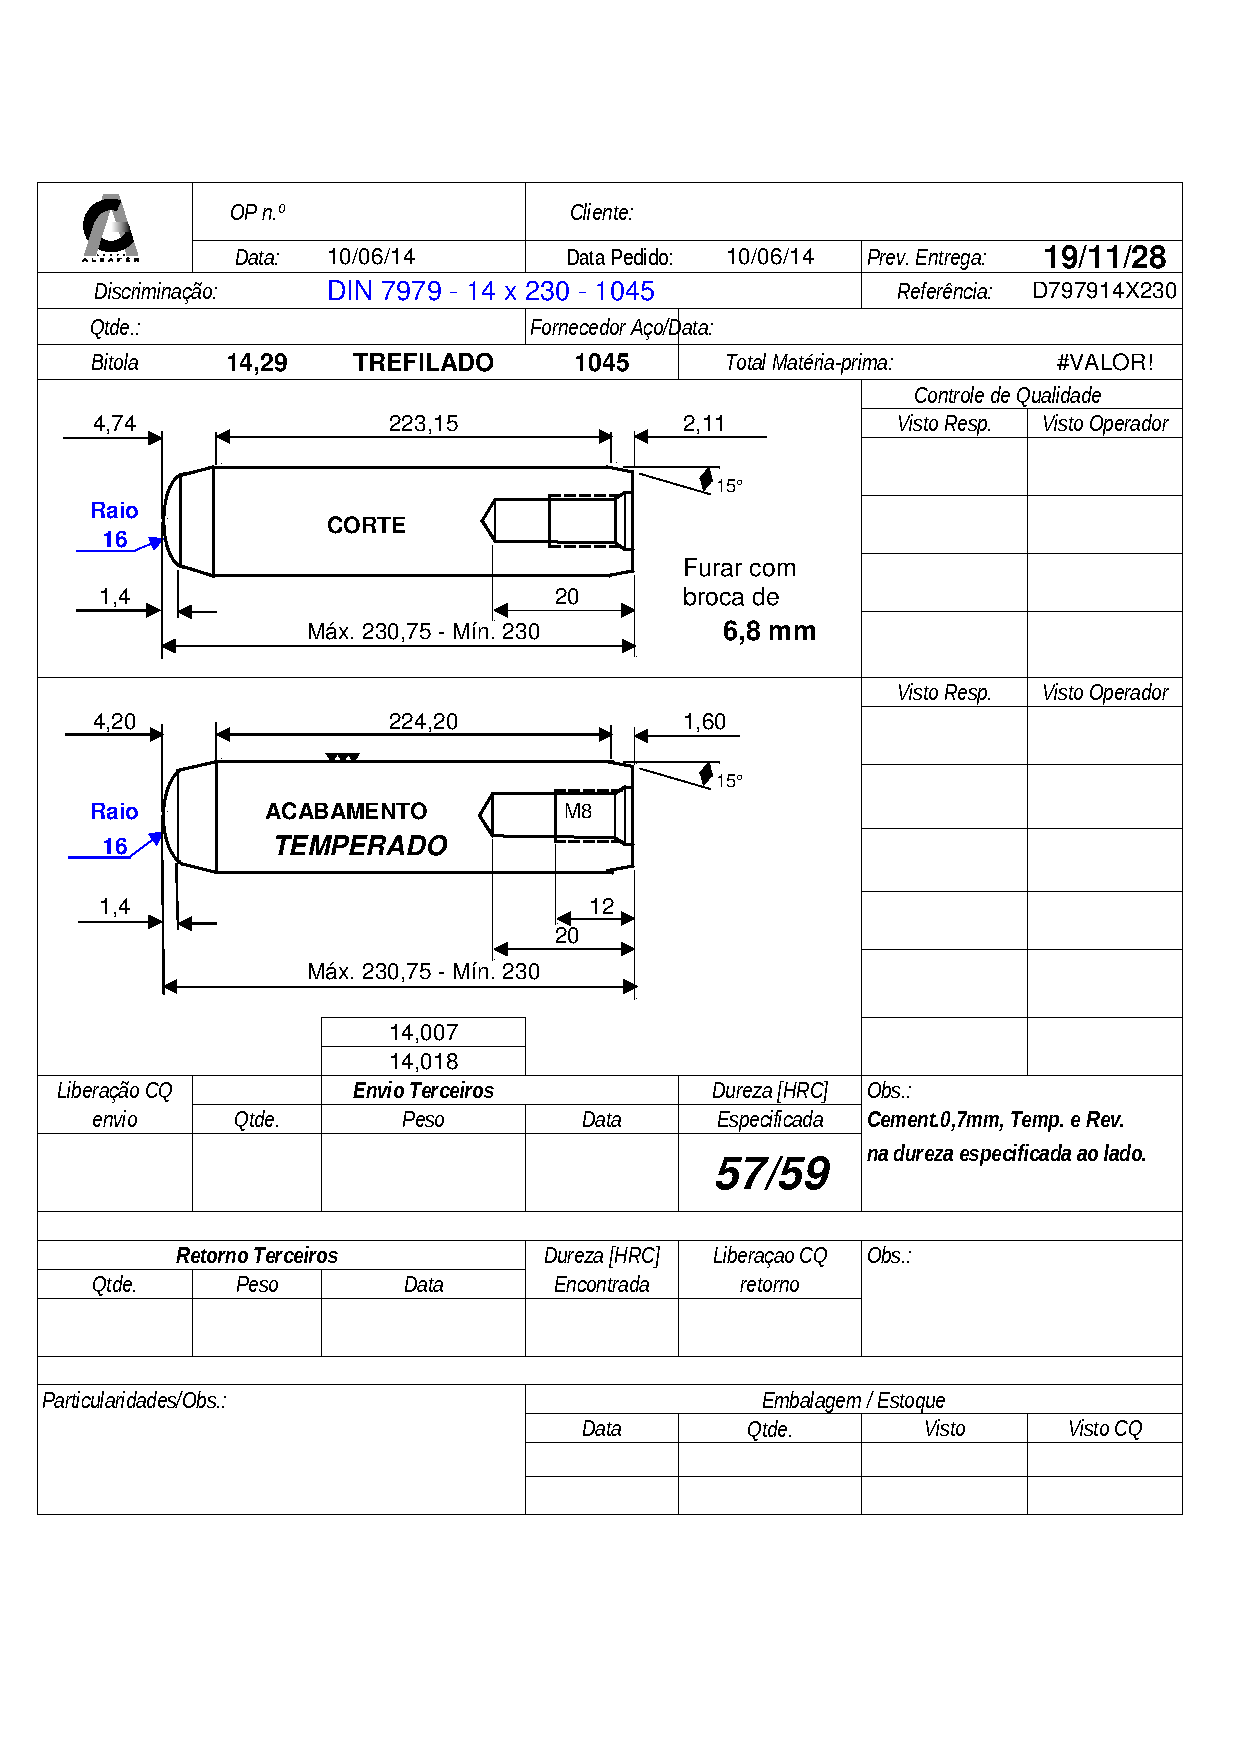 ALBAFER
OP n.º Cliente:
Data: 10/06/14 Data Pedido: 10/06/14 Prev. Entrega: 19/11/28
Discriminação: DIN 7979 - 14 x 230 - 1045 Referência: D797914X230
Qtde.: Fornecedor Aço/Data:
Bitola 14,29 TREFILADO 1045 Total Matéria-prima: #VALOR!
Controle de Qualidade
4,74 223,15 2,11 Visto Resp. Visto Operador
15°
Raio
16
CORTE
Furar com
1,4 20 broca de
Máx. 230,75 - Mín. 230 6,8 mm
Visto Resp. Visto Operador
4,20 224,20 1,60
15°
Raio ACABAMENTO M8
16 TEMPERADO
1,4 12
20
Máx. 230,75 - Mín. 230
14,007
14,018
Liberação CQ Envio Terceiros Dureza [HRC] Obs.:
envio Qtde. Peso Data Especificada Cement.0,7mm, Temp. e Rev.
57/59 na dureza especificada ao lado.
Retorno Terceiros Dureza [HRC] Liberaçao CQ Obs.:
Qtde. Peso Data Encontrada retorno
Particularidades/Obs.: Embalagem / Estoque
Data Qtde. Visto Visto CQ